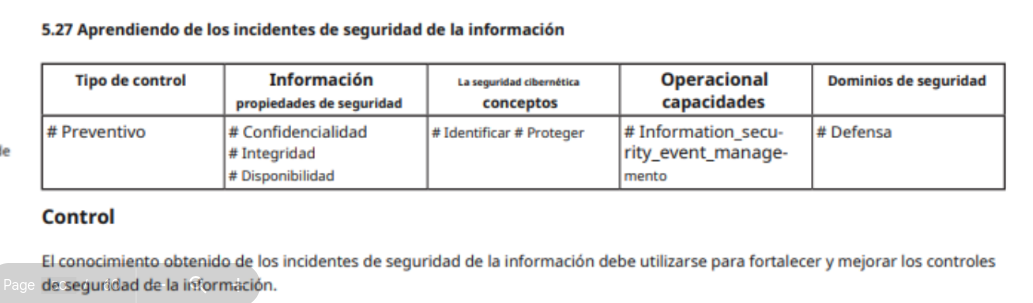 5.27 Aprendiendo de los incidentes de seguridad de la información
Tipo de control
Información
propiedades de seguridad
La seguridad cibernética
conceptos
Operacional
capacidades
Dominios de seguridad
# Preventivo
# Confidencialidad
# Integridad
# Disponibilidad
# Identificar # Proteger
# Information_secu-
rity_event_manage-
mento
# Defensa
le
Control
El conocimiento obtenido de los incidentes de seguridad de la información debe utilizarse para fortalecer y mejorar los controles
de seguridad de la información.
Page